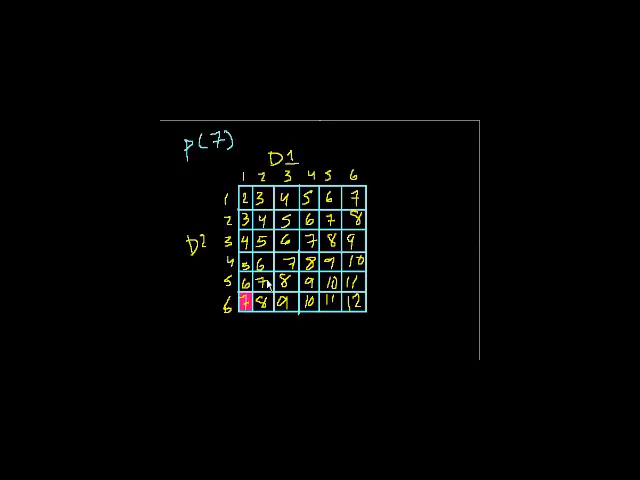 P(7)
D1
1 2 3 4 5 6
1 2 3 4 5 6 7
2 3 4 5 6 7 8
D2 3 4 5 6 7 8 9
4 5 6 7 8 9 10
5 6 7 8 9 10 11
6 7 8 9 10 11 12